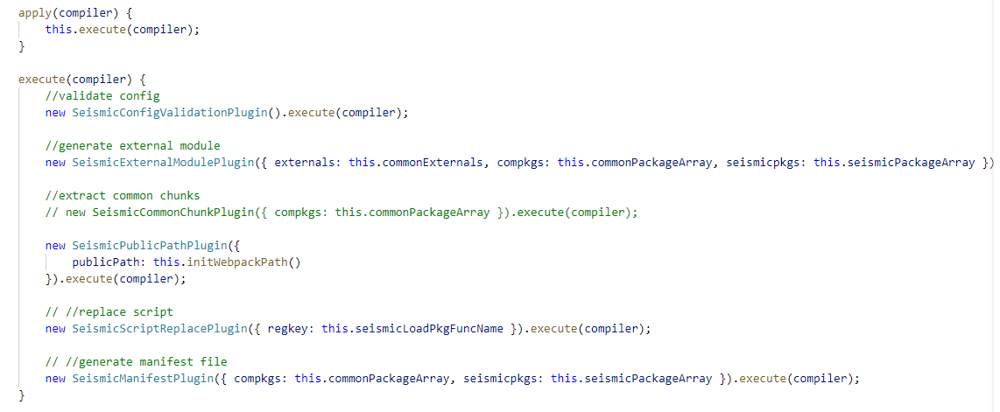 apply(compiler) {
    this.execute(compiler);
}
execute(compiler) {
    //validate config
    new SeismicConfigValidationPlugin().execute(compiler);
    //generate external module
    new SeismicExternalModulePlugin({ externals: this.commonExternals, compkgs: this.commonPackageArray, seismicpkgs: this.seismicPackageArray })
    //extract common chunks
    // new SeismicCommonChunkPlugin({ compkgs: this.commonPackageArray }).execute(compiler);
    new SeismicPublicPathPlugin({
        publicPath: this.initWebpackPath()
    }).execute(compiler);
    // //replace script
    new SeismicScriptReplacePlugin({ regkey: this.seismicLoadPkgFuncName }).execute(compiler);
    // //generate manifest file
    new SeismicManifestPlugin({ compkgs: this.commonPackageArray, seismicpkgs: this.seismicPackageArray }).execute(compiler);
}